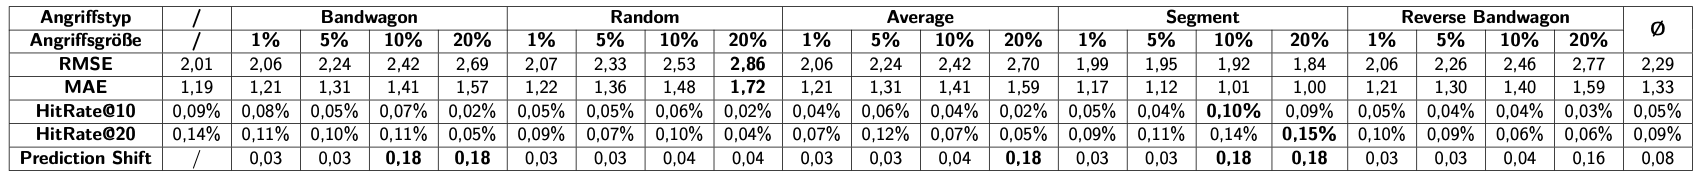 Angriffstyp / Bandwagon Random Average Segment Reverse Bandwagon Ø
Angriffsgröße / 1% 5% 10% 20% 1% 5% 10% 20% 1% 5% 10% 20% 1% 5% 10% 20% 1% 5% 10% 20%
RMSE 2,01 2,06 2,24 2,42 2,69 2,07 2,33 2,53 2,86 2,06 2,24 2,42 2,70 1,99 1,95 1,92 1,84 2,06 2,26 2,46 2,77 2,29
MAE 1,19 1,21 1,31 1,41 1,57 1,22 1,36 1,48 1,72 1,21 1,31 1,41 1,59 1,17 1,12 1,01 1,00 1,21 1,30 1,40 1,59 1,33
HitRate@10 0,09% 0,08% 0,05% 0,07% 0,02% 0,05% 0,05% 0,06% 0,02% 0,04% 0,06% 0,04% 0,02% 0,05% 0,04% 0,10% 0,09% 0,05% 0,04% 0,04% 0,03% 0,05%
HitRate@20 0,14% 0,11% 0,10% 0,11% 0,05% 0,09% 0,07% 0,10% 0,04% 0,07% 0,12% 0,07% 0,05% 0,09% 0,11% 0,14% 0,15% 0,10% 0,09% 0,06% 0,06% 0,09%
Prediction Shift / 0,03 0,03 0,18 0,18 0,03 0,03 0,04 0,04 0,03 0,03 0,04 0,18 0,03 0,03 0,18 0,18 0,03 0,03 0,04 0,16 0,08